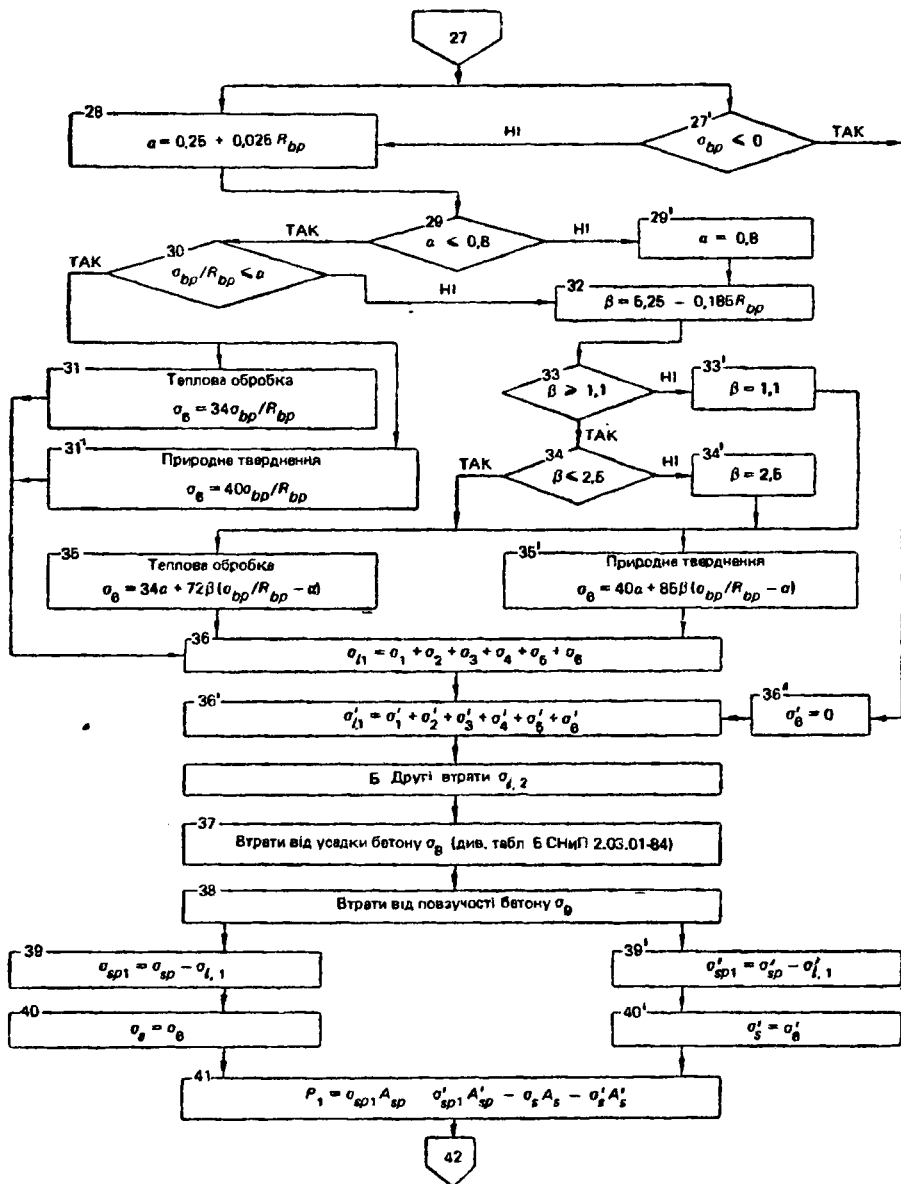 27
28
α = 0,25 + 0,025 R_bp
НІ
27'
σ_bp ≤ 0
ТАК
29
α ≤ 0,8
ТАК
НІ
29'
α = 0,8
30
σ_bp/R_bp ≤ α
ТАК
НІ
32
β = 5,25 − 0,185R_bp
31
Теплова обробка
σ_6 = 34σ_bp/R_bp
33
β ≥ 1,1
НІ
33'
β = 1,1
ТАК
31'
Природне тверднення
σ_6 = 40σ_bp/R_bp
34
β ≤ 2,5
ТАК
НІ
34'
β = 2,5
35
Теплова обробка
σ_6 = 34α + 72β(σ_bp/R_bp − α)
35'
Природне тверднення
σ_6 = 40α + 85β(σ_bp/R_bp − α)
36
σ_l1 = σ_1 + σ_2 + σ_3 + σ_4 + σ_5 + σ_6
36'
σ'_l1 = σ'_1 + σ'_2 + σ'_3 + σ'_4 + σ'_5 + σ'_6
36"
σ'_6 = 0
Б Другі втрати σ_l, 2
37
Втрати від усадки бетону σ_8 (див. табл 5 СНиП 2.03.01-84)
38
Втрати від повзучості бетону σ_9
39
σ_sp1 = σ_sp − σ_l, 1
39'
σ'_sp1 = σ'_sp − σ'_l, 1
40
σ_s = σ_6
40'
σ'_s = σ'_6
41
P_1 = σ_sp1 A_sp σ'_sp1 A'_sp − σ_s A_s − σ'_s A'_s
42